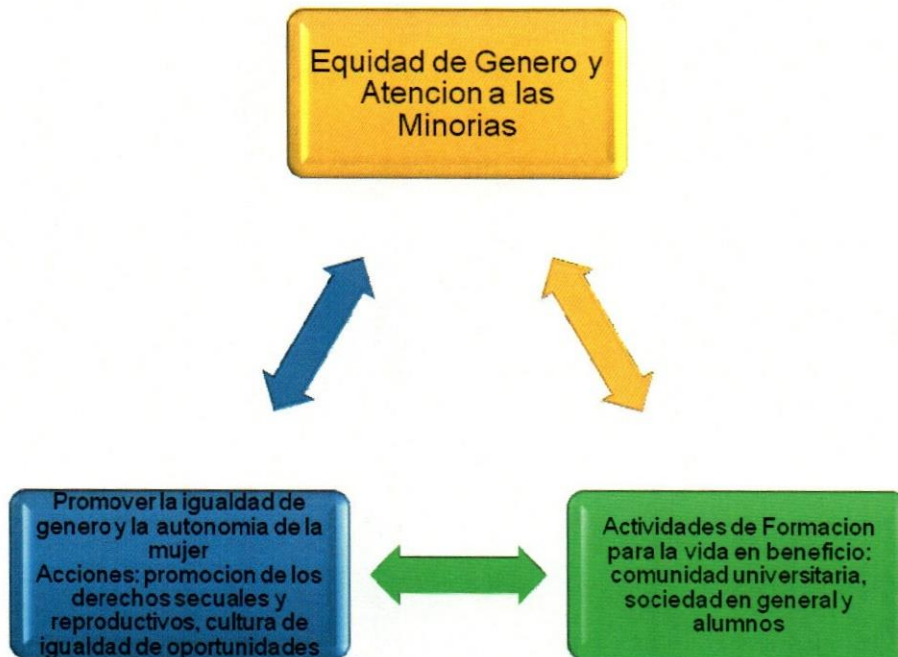 Equidad de Genero y
Atencion a las
Minorias
Promover la igualdad de
genero y la autonomia de la
mujer
Acciones: promocion de los
derechos secuales y
reproductivos, cultura de
igualdad de oportunidades
Actividades de Formacion
para la vida en beneficio:
comunidad universitaria,
sociedad en general y
alumnos